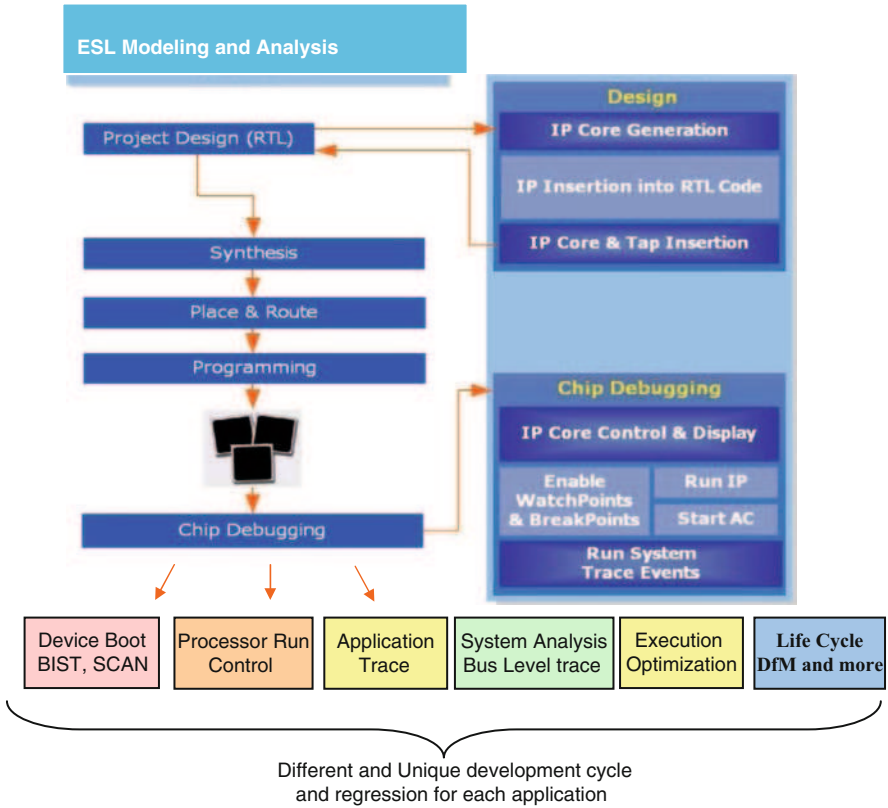 ESL Modeling and Analysis
Project Design (RTL)
Synthesis
Place & Route
Programming
Chip Debugging
Design
IP Core Generation
IP Insertion into RTL Code
IP Core & Tap Insertion
Chip Debugging
IP Core Control & Display
Enable
WatchPoints
& BreakPoints
Run IP
Start AC
Run System
Trace Events
Device Boot
BIST, SCAN
Processor Run
Control
Application
Trace
System Analysis
Bus Level trace
Execution
Optimization
Life Cycle
DfM and more
Different and Unique development cycle
and regression for each application